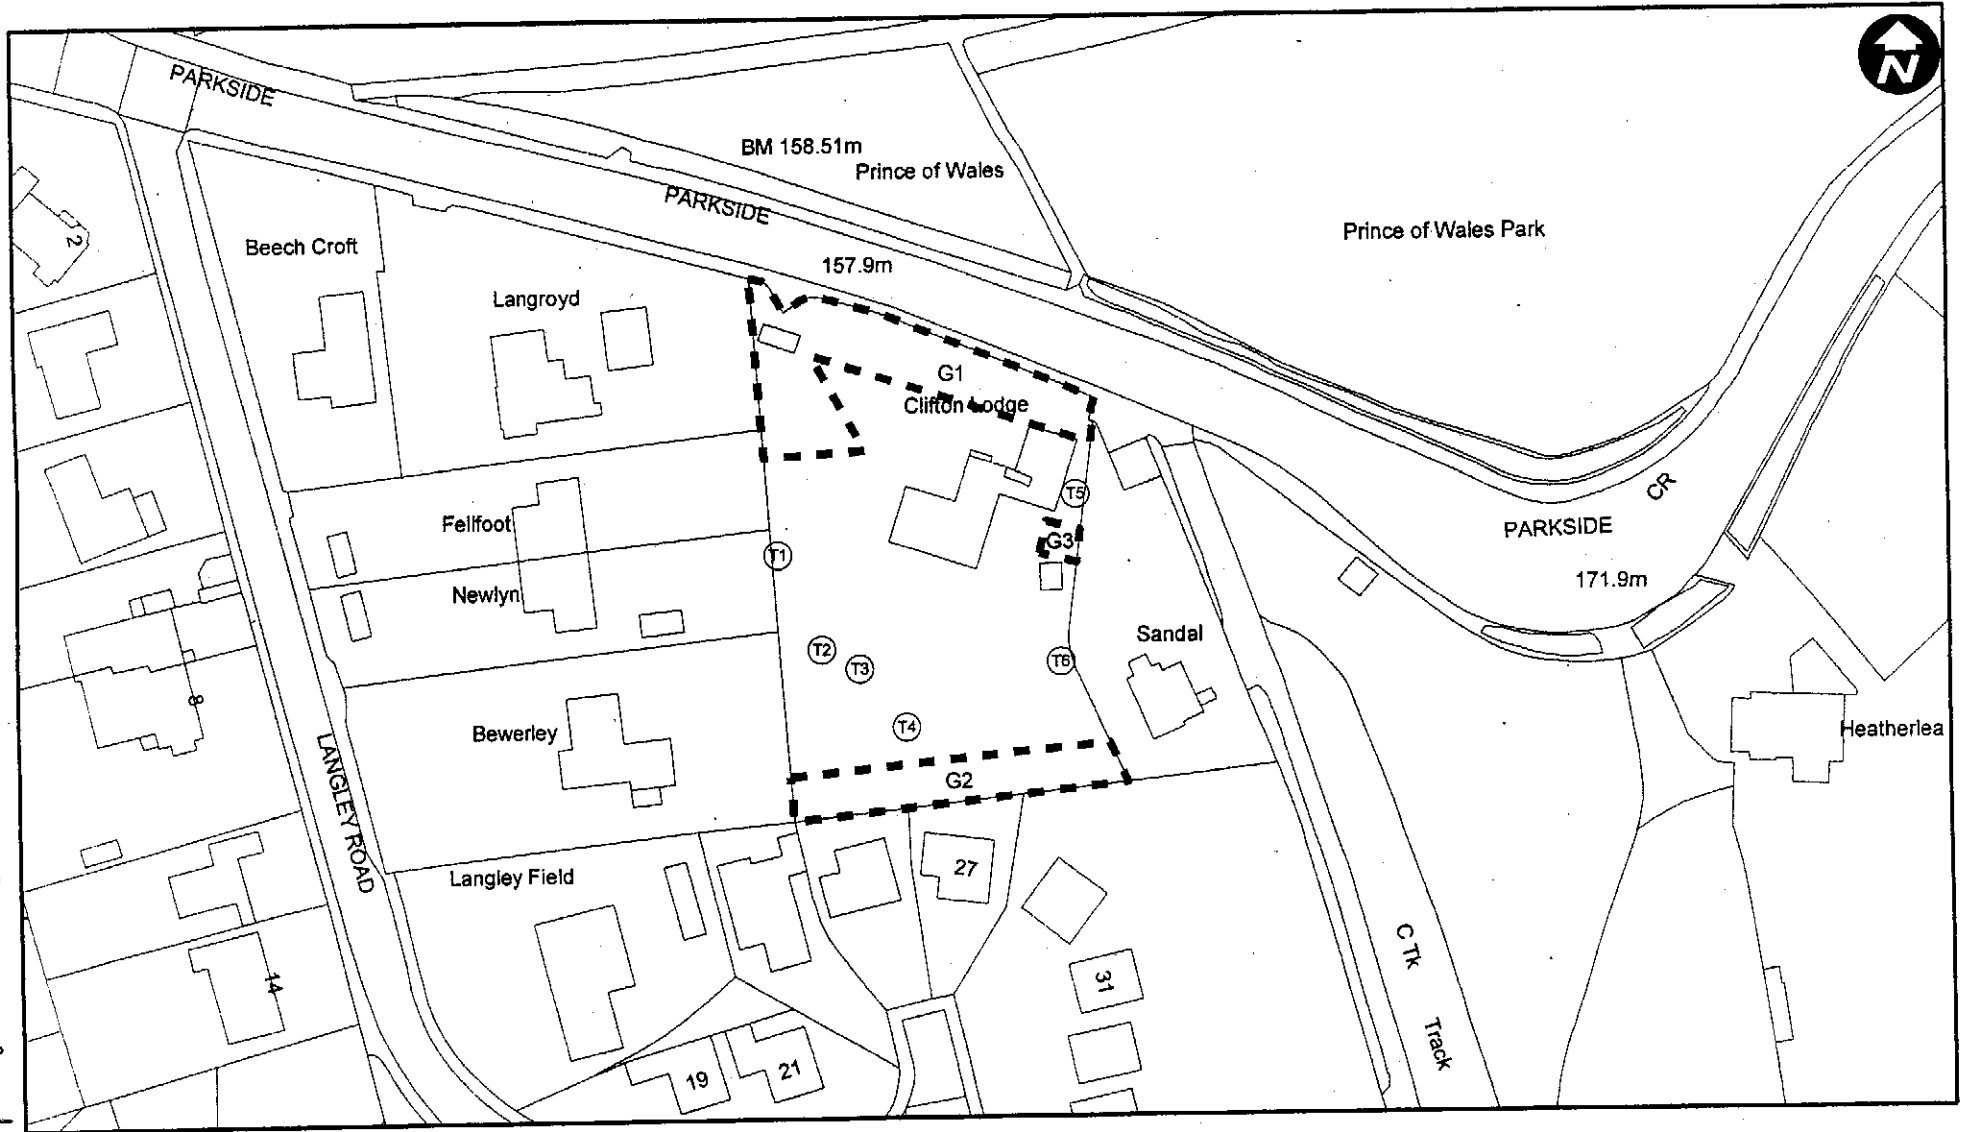 N
PARKSIDE
BM 158.51m
Prince of Wales
PARKSIDE
Prince of Wales Park
2
Beech Croft
157.9m
Langroyd
G1
Clifton Lodge
CR
T5
PARKSIDE
Fellfoot
G3
T1
171.9m
Newlyn
Sandal
T2
T3
T6
8
T4
Bewerley
Heatherlea
G2
LANGLEY ROAD
27
Langley Field
C Tk
31
14
Track
19
21